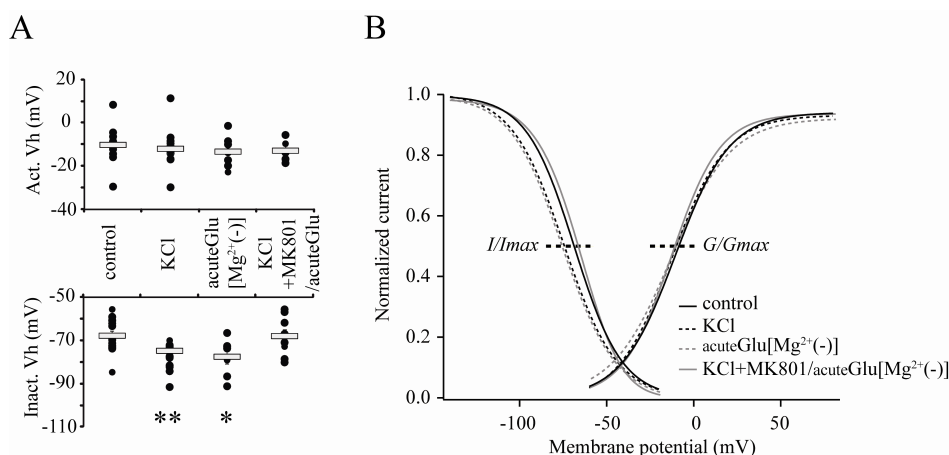 A
Act. Vh (mV)
20
0
-20
-40
control
KCl
acuteGlu
[Mg²⁺(-)]
KCl
+MK801
/acuteGlu
Inact. Vh (mV)
-50
-70
-90
-110
**
*
B
Normalized current
1.0
0.8
0.6
0.4
0.2
0.0
I/Imax
G/Gmax
control
KCl
acuteGlu[Mg²⁺(-)]
KCl+MK801/acuteGlu[Mg²⁺(-)]
-100
-50
0
50
Membrane potential (mV)